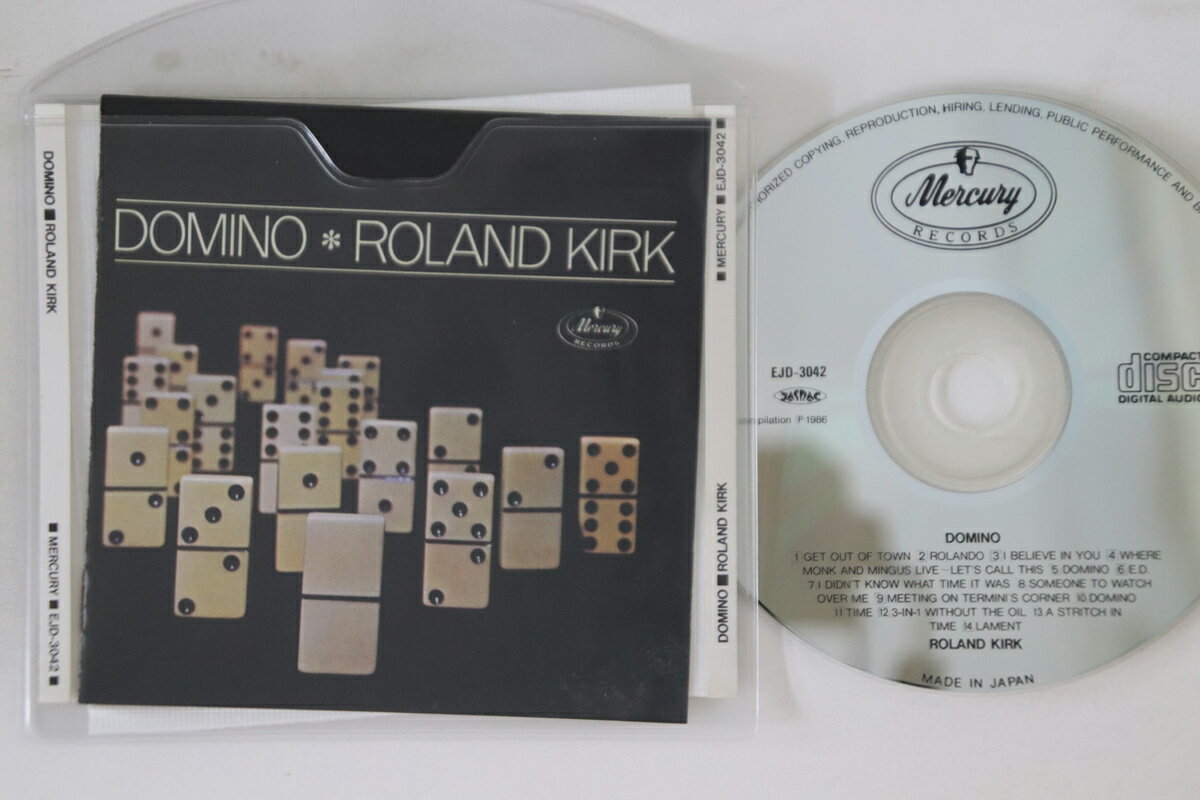 DOMINO ✻ ROLAND KIRK
Mercury
RECORDS
DOMINO ■ ROLAND KIRK
■ MERCURY ■ EJD-3042 ■
■ MERCURY ■ EJD-3042 ■
DOMINO ■ ROLAND KIRK
ORIZED COPYING, REPRODUCTION, HIRING, LENDING, PUBLIC PERFORMANCE AND B
Mercury
RECORDS
EJD-3042
JASRAC
pilation Ⓟ 1986
COMPACT
disc
DIGITAL AUDIO
DOMINO
1 GET OUT OF TOWN 2 ROLANDO 3 I BELIEVE IN YOU 4 WHERE
MONK AND MINGUS LIVE~LET'S CALL THIS 5 DOMINO 6 E.D.
7 I DIDN'T KNOW WHAT TIME IT WAS 8 SOMEONE TO WATCH
OVER ME 9 MEETING ON TERMINI'S CORNER 10 DOMINO
11 TIME 12 3-IN-1 WITHOUT THE OIL 13 A STRITCH IN
TIME 14 LAMENT
ROLAND KIRK
MADE IN JAPAN